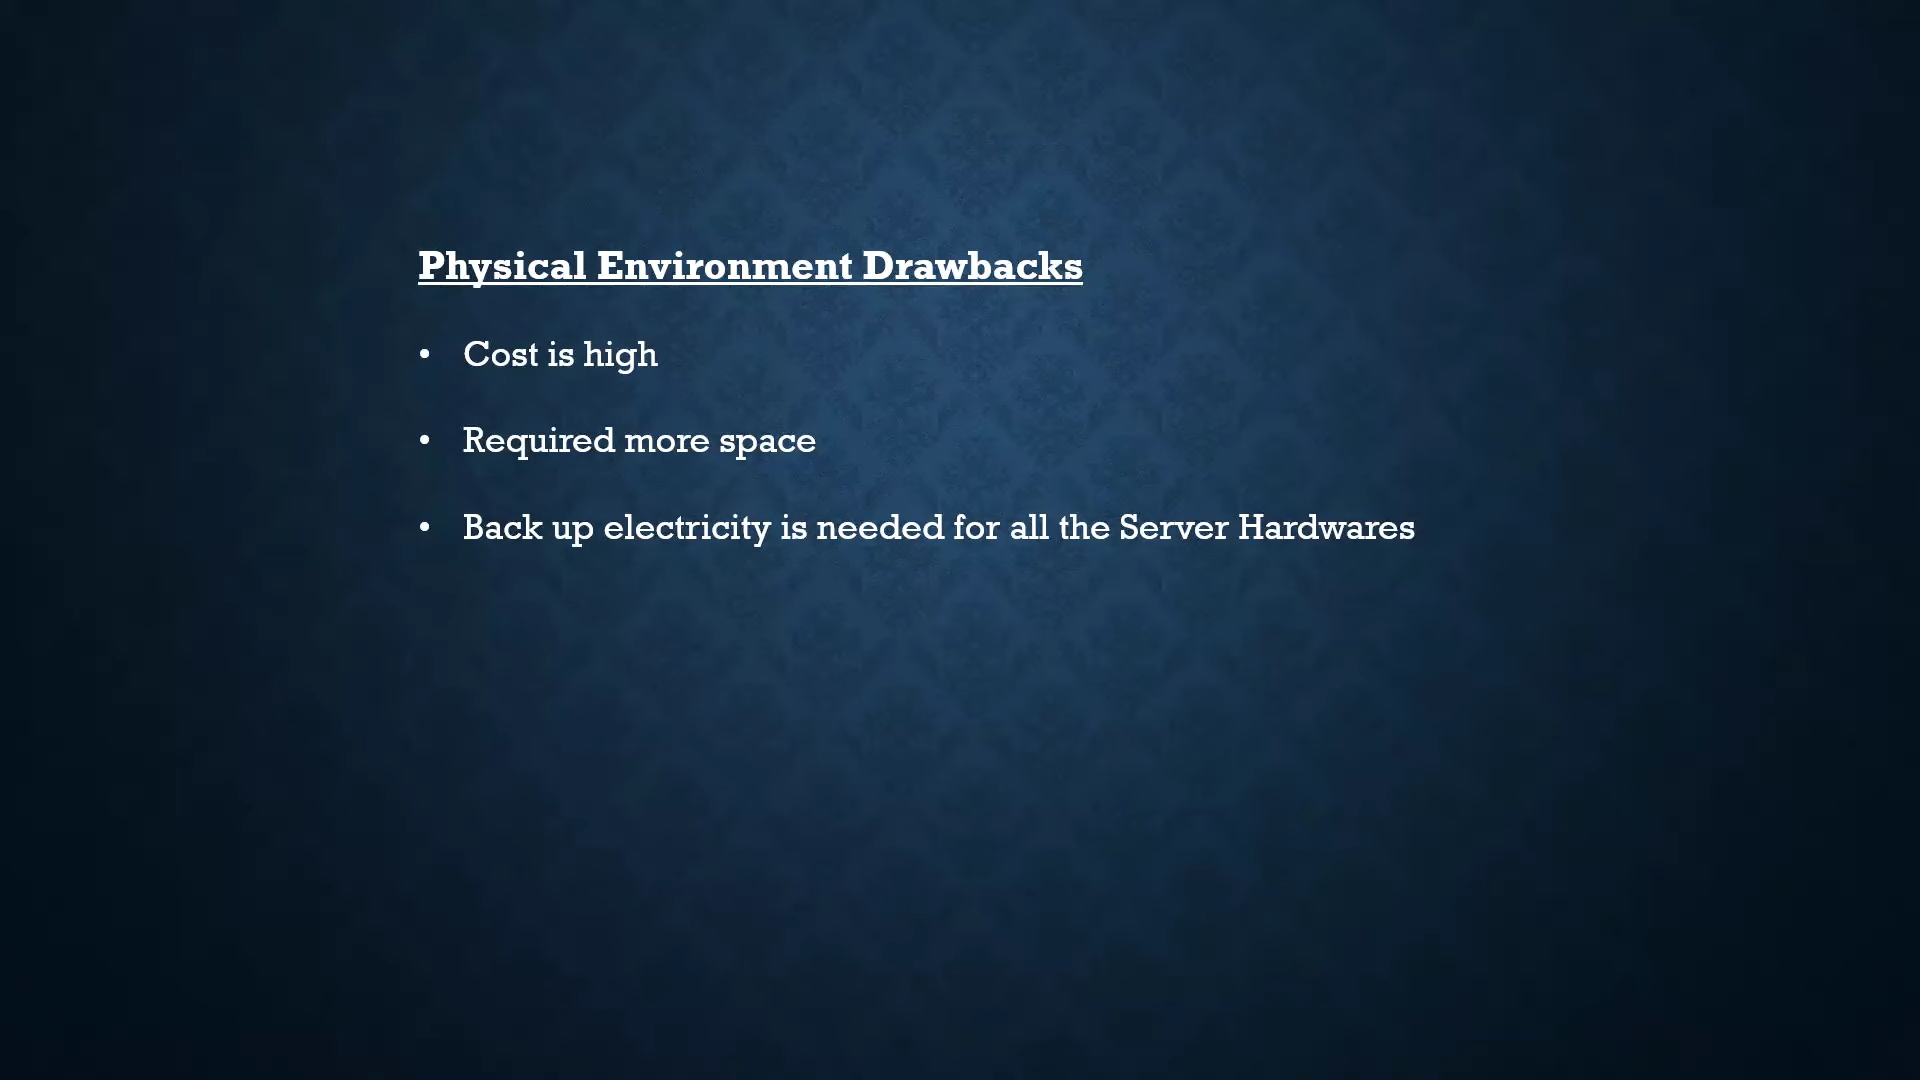 Physical Environment Drawbacks
• Cost is high
• Required more space
• Back up electricity is needed for all the Server Hardwares